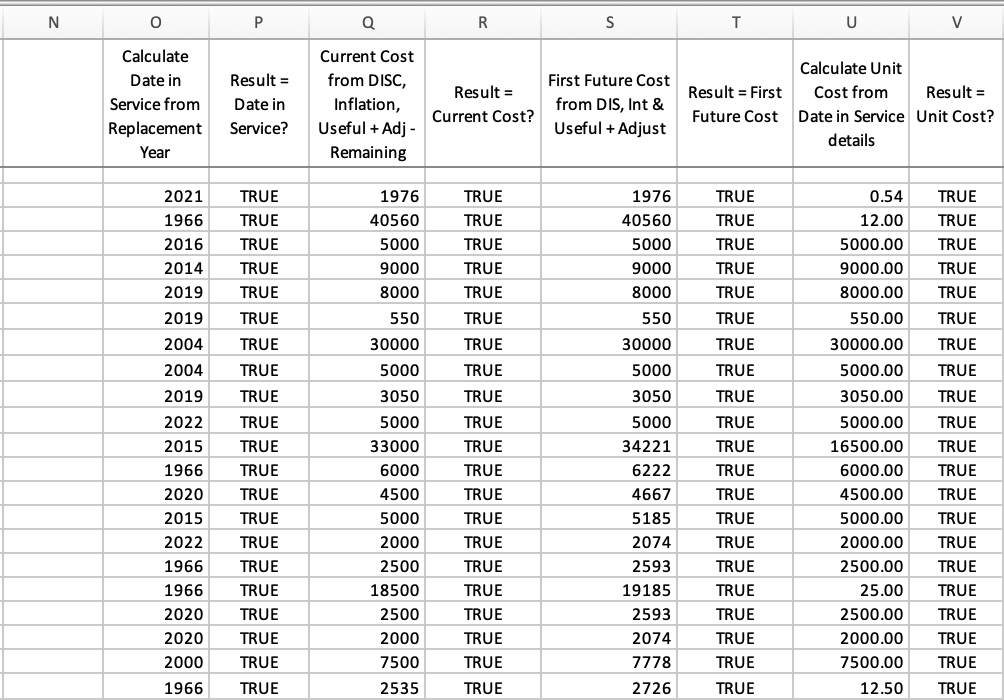 N O P Q R S T U V
Calculate Date in Service from Replacement Year | Result = Date in Service? | Current Cost from DISC, Inflation, Useful + Adj - Remaining | Result = Current Cost? | First Future Cost from DIS, Int & Useful + Adjust | Result = First Future Cost | Calculate Unit Cost from Date in Service details | Result = Unit Cost?
2021 TRUE 1976 TRUE 1976 TRUE 0.54 TRUE
1966 TRUE 40560 TRUE 40560 TRUE 12.00 TRUE
2016 TRUE 5000 TRUE 5000 TRUE 5000.00 TRUE
2014 TRUE 9000 TRUE 9000 TRUE 9000.00 TRUE
2019 TRUE 8000 TRUE 8000 TRUE 8000.00 TRUE
2019 TRUE 550 TRUE 550 TRUE 550.00 TRUE
2004 TRUE 30000 TRUE 30000 TRUE 30000.00 TRUE
2004 TRUE 5000 TRUE 5000 TRUE 5000.00 TRUE
2019 TRUE 3050 TRUE 3050 TRUE 3050.00 TRUE
2022 TRUE 5000 TRUE 5000 TRUE 5000.00 TRUE
2015 TRUE 33000 TRUE 34221 TRUE 16500.00 TRUE
1966 TRUE 6000 TRUE 6222 TRUE 6000.00 TRUE
2020 TRUE 4500 TRUE 4667 TRUE 4500.00 TRUE
2015 TRUE 5000 TRUE 5185 TRUE 5000.00 TRUE
2022 TRUE 2000 TRUE 2074 TRUE 2000.00 TRUE
1966 TRUE 2500 TRUE 2593 TRUE 2500.00 TRUE
1966 TRUE 18500 TRUE 19185 TRUE 25.00 TRUE
2020 TRUE 2500 TRUE 2593 TRUE 2500.00 TRUE
2020 TRUE 2000 TRUE 2074 TRUE 2000.00 TRUE
2000 TRUE 7500 TRUE 7778 TRUE 7500.00 TRUE
1966 TRUE 2535 TRUE 2726 TRUE 12.50 TRUE